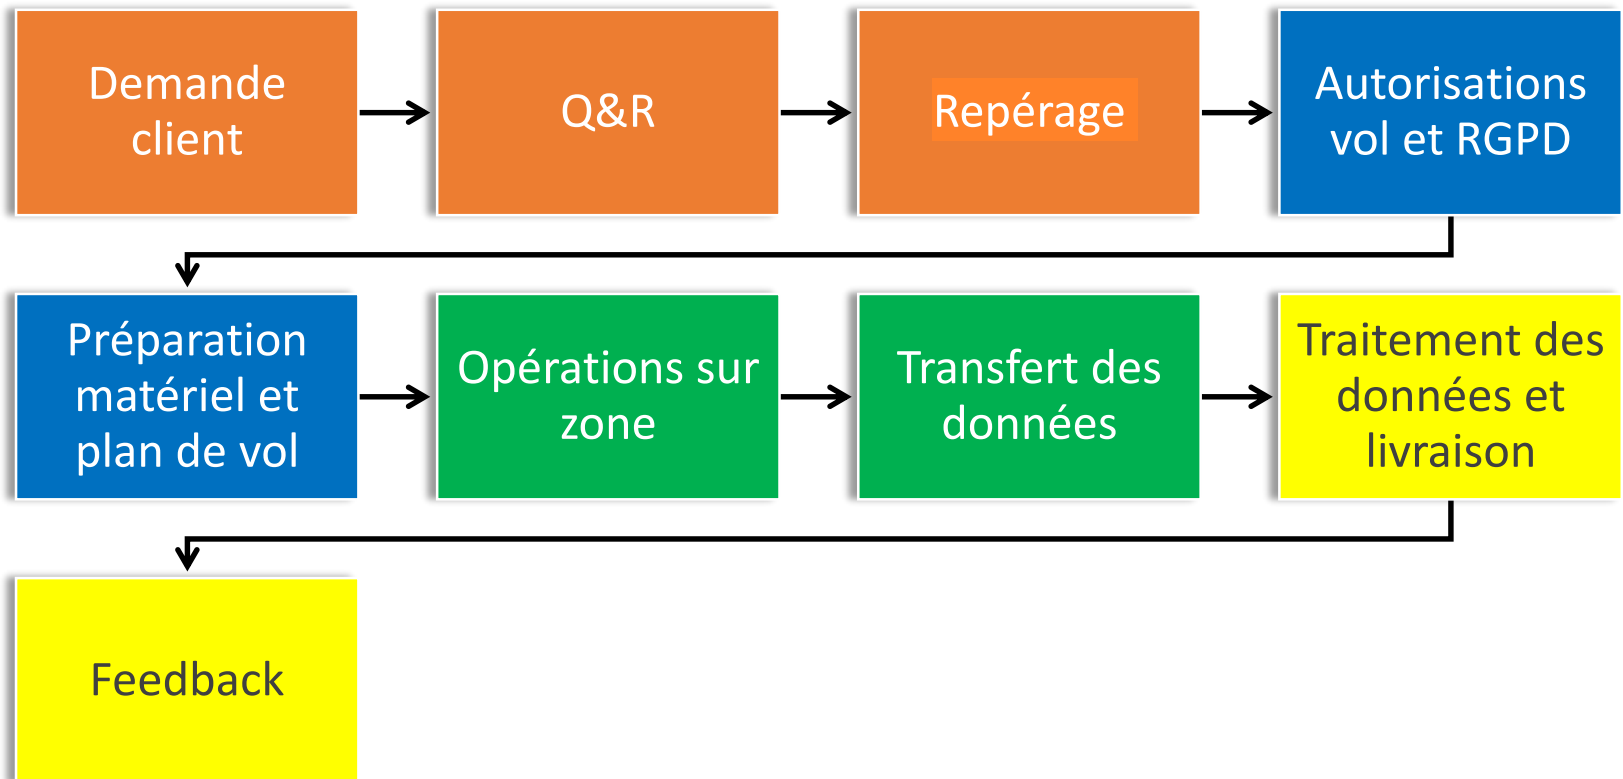 Demande
client
Q&R
Repérage
Autorisations
vol et RGPD
Préparation
matériel et
plan de vol
Opérations sur
zone
Transfert des
données
Traitement des
données et
livraison
Feedback